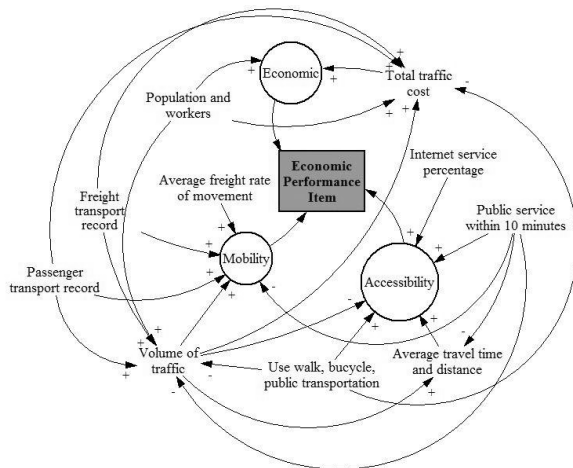 Economic
Total traffic
cost
Population and
workers
Economic
Performance
Item
Internet service
percentage
Average freight rate
of movement
Freight
transport
record
Public service
within 10 minutes
Mobility
Accessibility
Passenger
transport record
Volume of
traffic
Use walk, bucycle,
public transportation
Average travel time
and distance